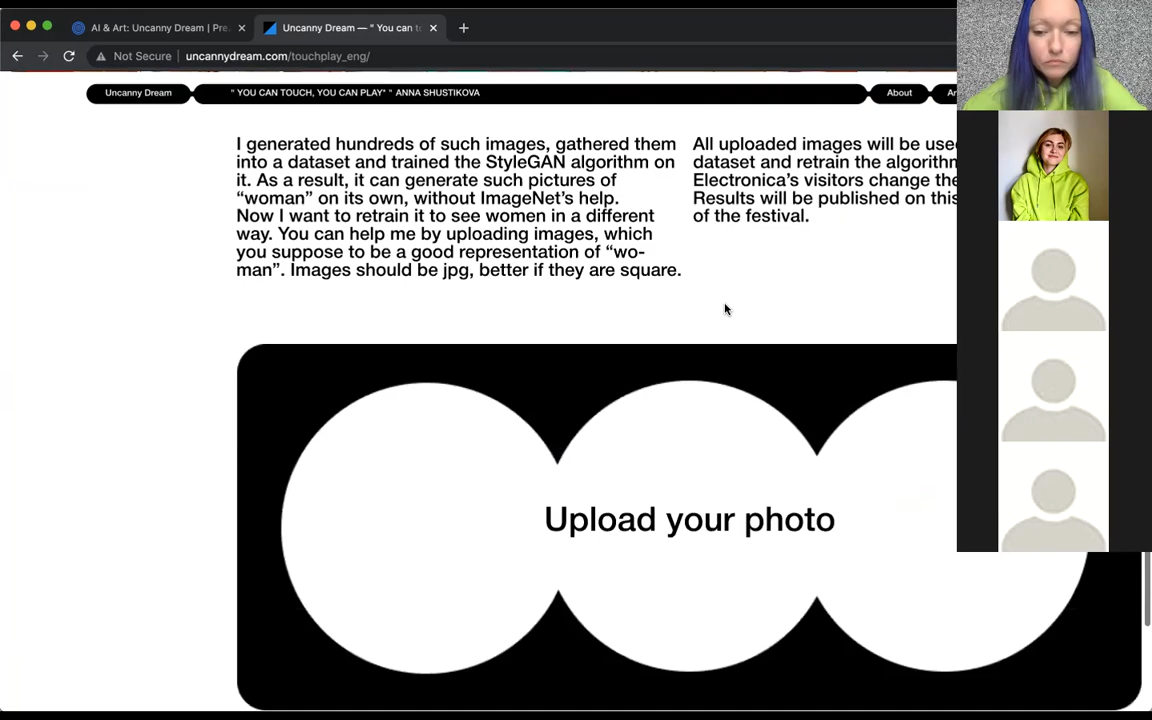 AI & Art: Uncanny Dream | Pre
Uncanny Dream — " You can to
Not Secure
uncannydream.com/touchplay_eng/
Uncanny Dream
" YOU CAN TOUCH, YOU CAN PLAY" " ANNA SHUSTIKOVA
About
I generated hundreds of such images, gathered them
into a dataset and trained the StyleGAN algorithm on
it. As a result, it can generate such pictures of
“woman” on its own, without ImageNet’s help.
Now I want to retrain it to see women in a different
way. You can help me by uploading images, which
you suppose to be a good representation of “wo-
man”. Images should be jpg, better if they are square.
All uploaded images will be use
dataset and retrain the algorithm
Electronica’s visitors change the
Results will be published on this
of the festival.
Upload your photo